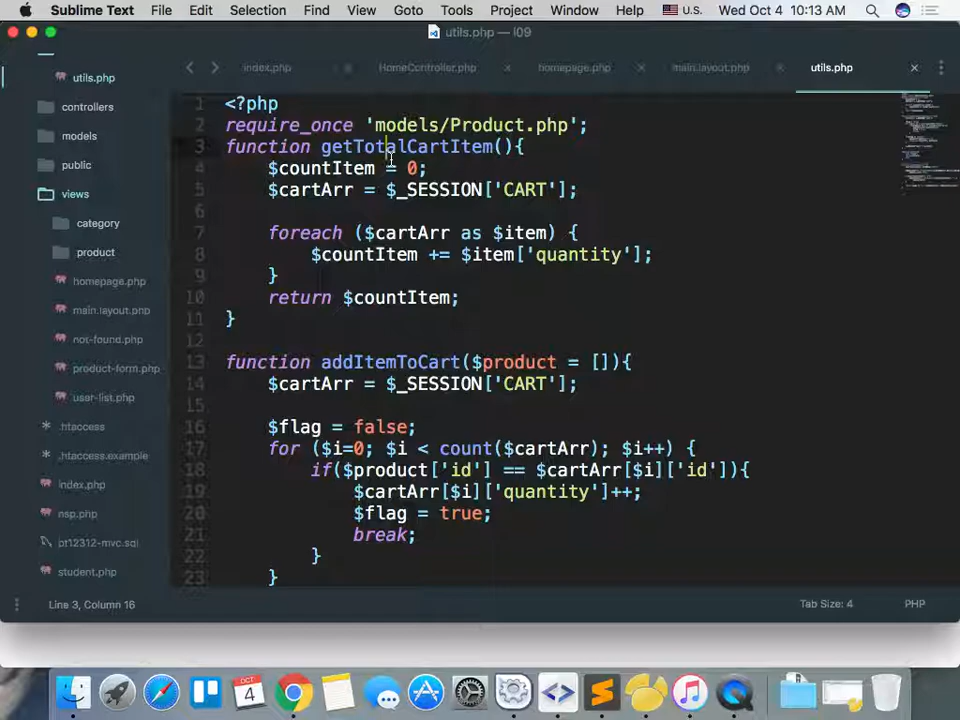 Sublime Text File Edit Selection Find View Goto Tools Project Window Help U.S. Wed Oct 4 10:13 AM
utils.php — l09
utils.php
controllers
models
public
views
category
product
homepage.php
main.layout.php
not-found.php
product-form.php
user-list.php
.htaccess
.htaccess.example
index.php
nsp.php
pt12312-mvc.sql
student.php
index.php HomeController.php homepage.php main.layout.php utils.php
1 <?php
2 require_once 'models/Product.php';
3 function getTotalCartItem(){
4 $countItem = 0;
5 $cartArr = $_SESSION['CART'];
6
7 foreach ($cartArr as $item) {
8 $countItem += $item['quantity'];
9 }
10 return $countItem;
11 }
12
13 function addItemToCart($product = []){
14 $cartArr = $_SESSION['CART'];
15
16 $flag = false;
17 for ($i=0; $i < count($cartArr); $i++) {
18 if($product['id'] == $cartArr[$i]['id']){
19 $cartArr[$i]['quantity']++;
20 $flag = true;
21 break;
22 }
23 }
Line 3, Column 16 Tab Size: 4 PHP
OCT
4